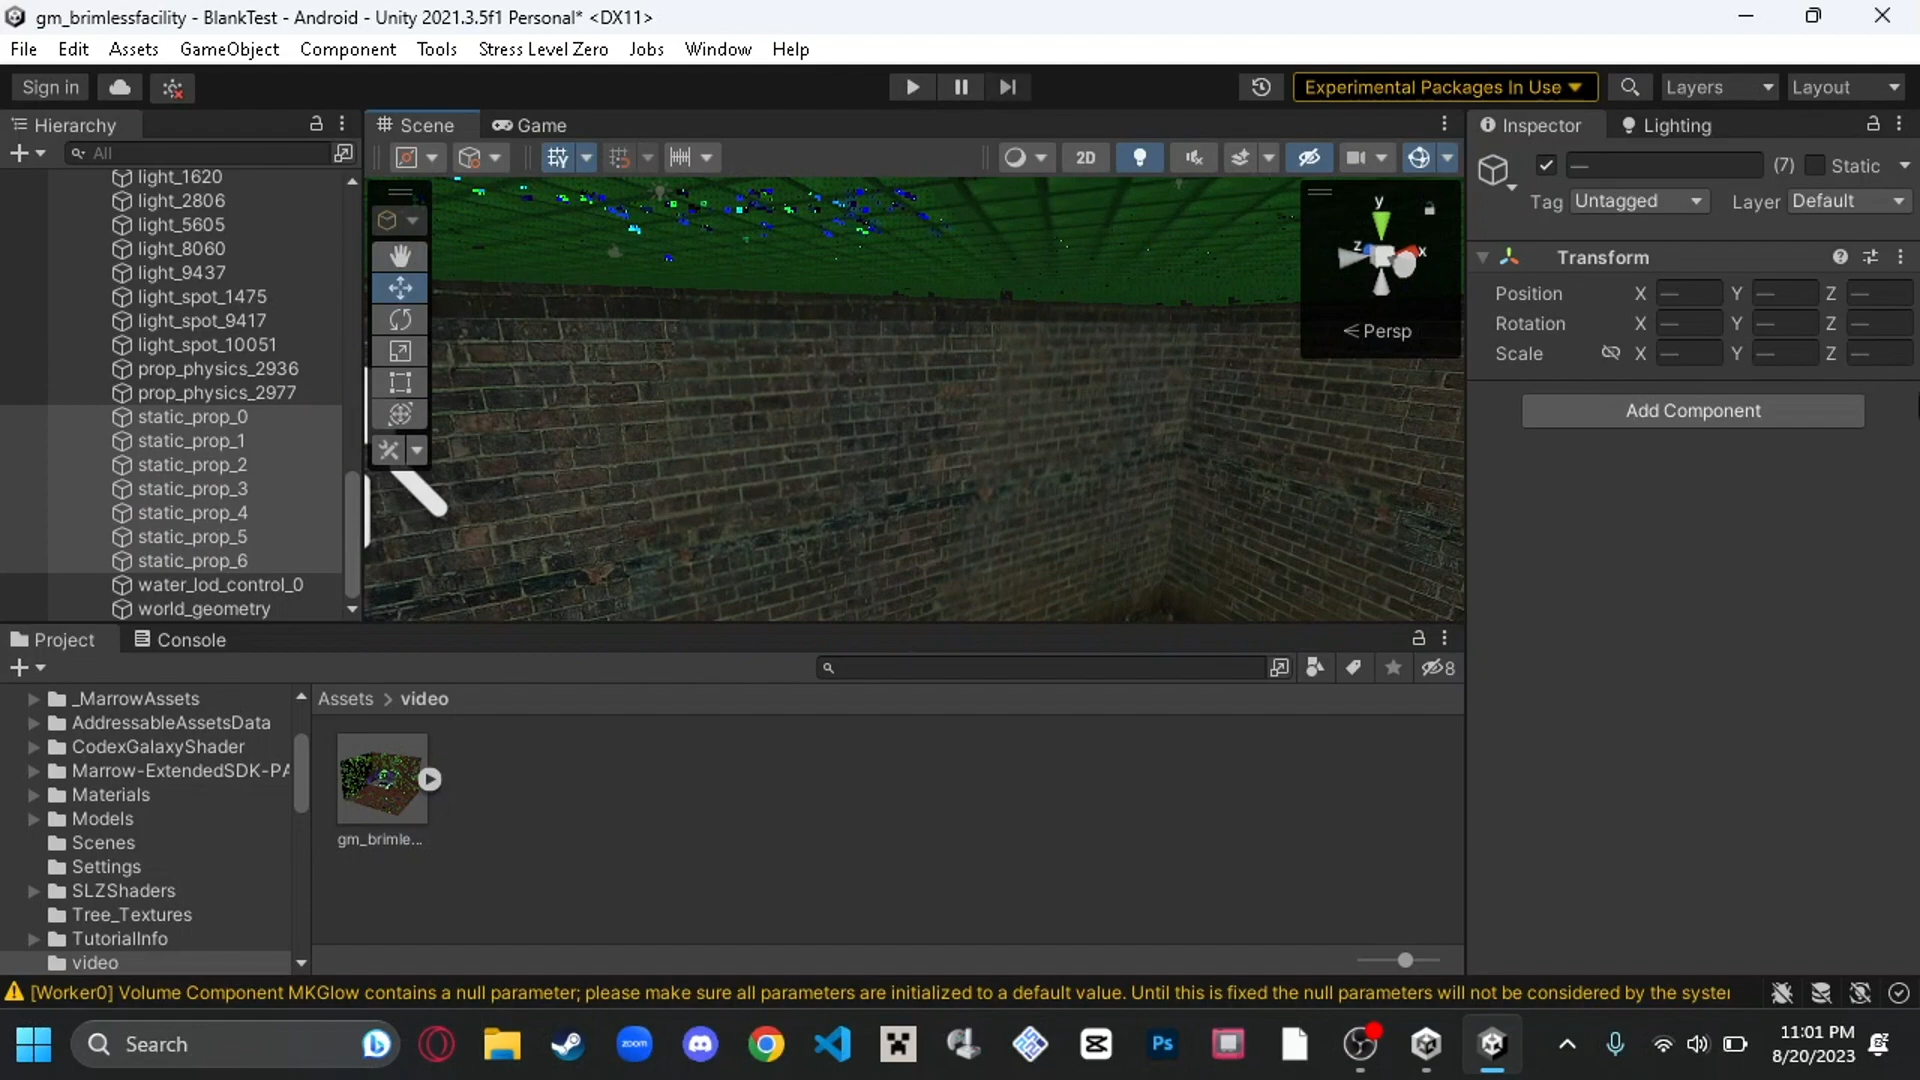 gm_brimlessfacility - BlankTest - Android - Unity 2021.3.5f1 Personal* <DX11>
File Edit Assets GameObject Component Tools Stress Level Zero Jobs Window Help
Sign in
Experimental Packages In Use
Layers
Layout
Hierarchy
All
light_1620
light_2806
light_5605
light_8060
light_9437
light_spot_1475
light_spot_9417
light_spot_10051
prop_physics_2936
prop_physics_2977
static_prop_0
static_prop_1
static_prop_2
static_prop_3
static_prop_4
static_prop_5
static_prop_6
water_lod_control_0
world_geometry
Scene
Game
2D
y
z
x
Persp
Inspector
Lighting
—
(7)
Static
Tag Untagged
Layer Default
Transform
Position X — Y — Z —
Rotation X — Y — Z —
Scale X — Y — Z —
Add Component
Project
Console
8
_MarrowAssets
AddressableAssetsData
CodexGalaxyShader
Marrow-ExtendedSDK-PA
Materials
Models
Scenes
Settings
SLZShaders
Tree_Textures
TutorialInfo
video
Assets > video
gm_brimle...
[Worker0] Volume Component MKGlow contains a null parameter; please make sure all parameters are initialized to a default value. Until this is fixed the null parameters will not be considered by the system
Search
zoom
Ps
11:01 PM
8/20/2023